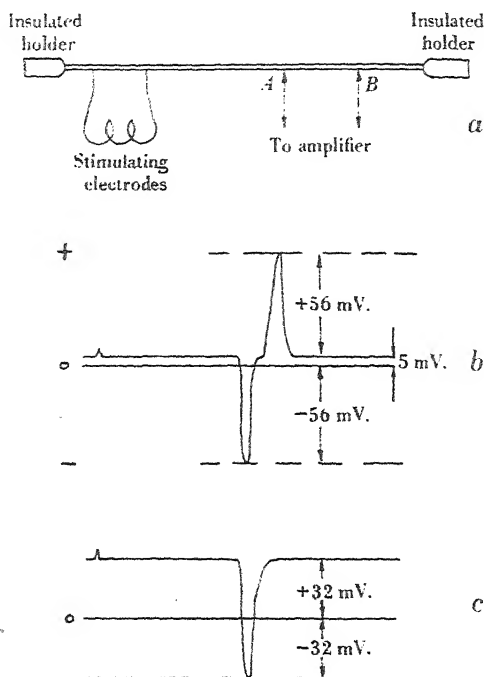 Insulated
holder
Insulated
holder
A
B
a
To amplifier
Stimulating
electrodes
+
+56 mV.
o
5 mV.
b
−56 mV.
−
+32 mV.
c
o
−32 mV.